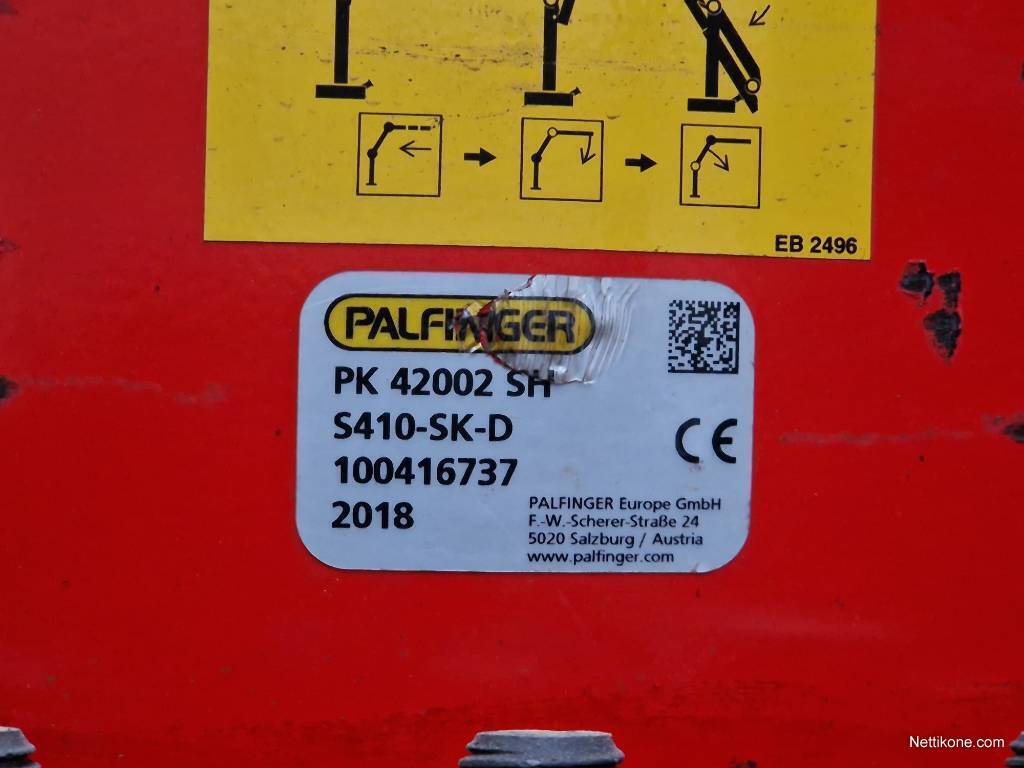 EB 2496
PALFINGER
PK 42002 SH
S410-SK-D
100416737
2018
PALFINGER Europe GmbH
F.-W.-Scherer-Straße 24
5020 Salzburg / Austria
www.palfinger.com
CE
Nettikone.com